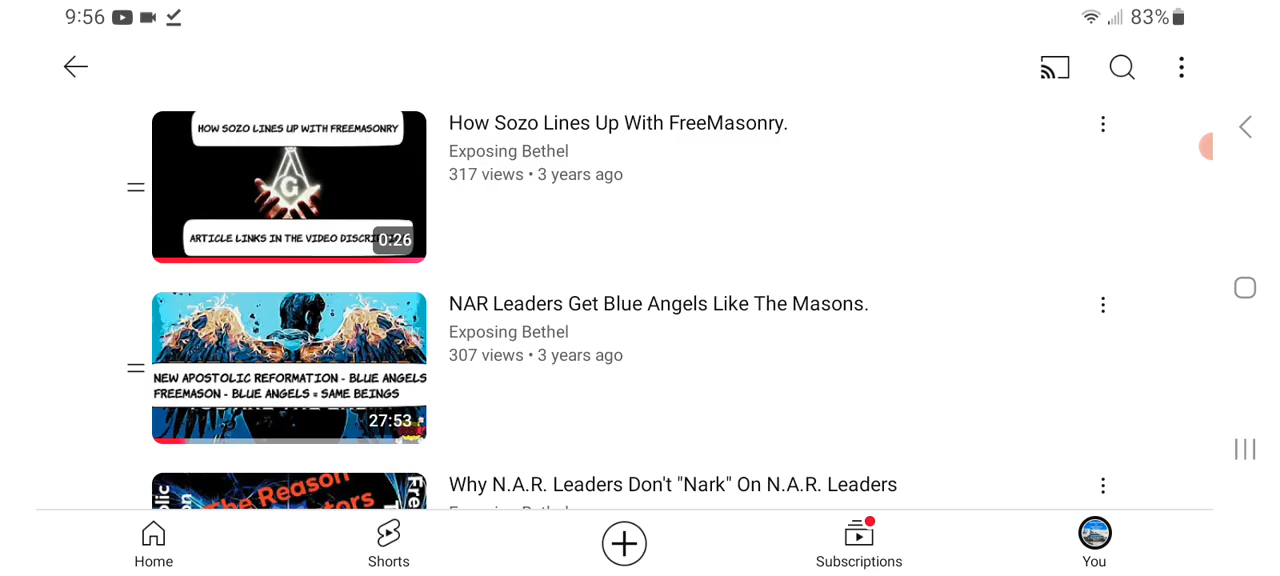 9:56
83%
HOW SOZO LINES UP WITH FREEMASONRY
ARTICLE LINKS IN THE VIDEO
0:26
How Sozo Lines Up With FreeMasonry.
Exposing Bethel
317 views • 3 years ago
NEW APOSTOLIC REFORMATION - BLUE ANGELS
FREEMASON - BLUE ANGELS = SAME BEINGS
27:53
NAR Leaders Get Blue Angels Like The Masons.
Exposing Bethel
307 views • 3 years ago
The Reason
Why N.A.R. Leaders Don't "Nark" On N.A.R. Leaders
Home
Shorts
Subscriptions
You